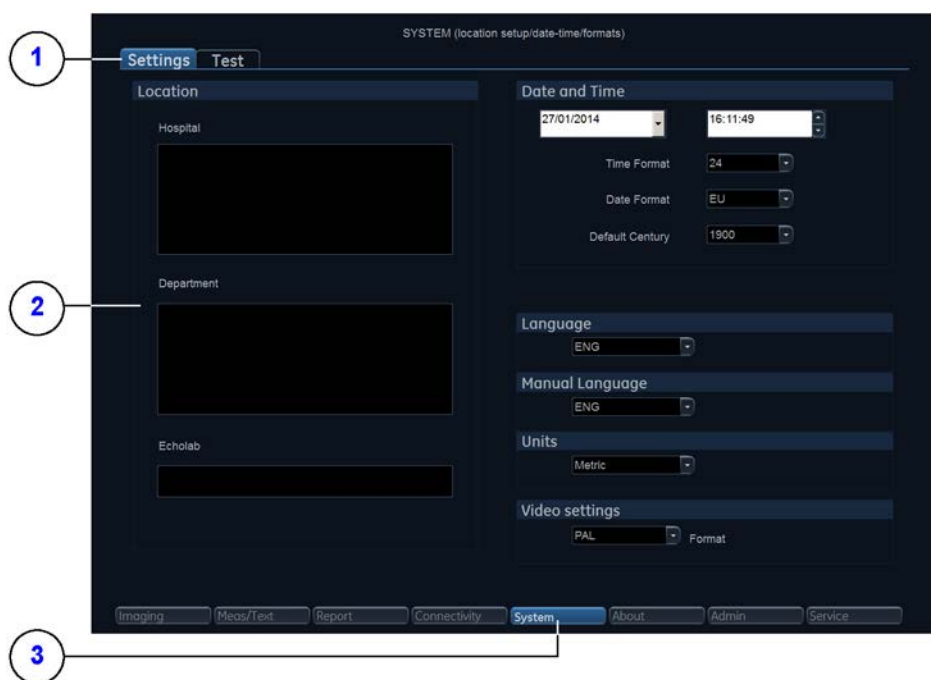 SYSTEM (location setup/date-time/formats)
1
Settings Test
Location
Hospital
Department
2
Echolab
Date and Time
27/01/2014 16:11:49
Time Format 24
Date Format EU
Default Century 1900
Language
ENG
Manual Language
ENG
Units
Metric
Video settings
PAL Format
Imaging Meas/Text Report Connectivity System About Admin Service
3